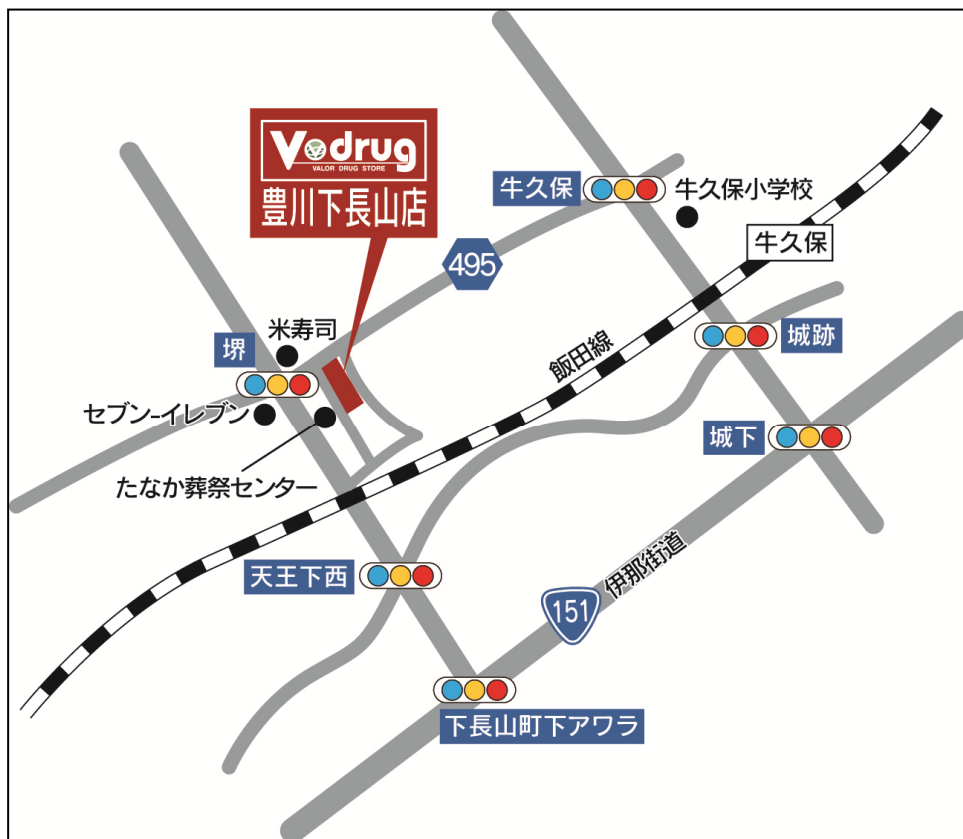 V drug
VALOR DRUG STORE
豊川下長山店
牛久保
牛久保小学校
牛久保
495
米寿司
堺
飯田線
城跡
セブン-イレブン
城下
たなか葬祭センター
天王下西
伊那街道
151
下長山町下アワラ